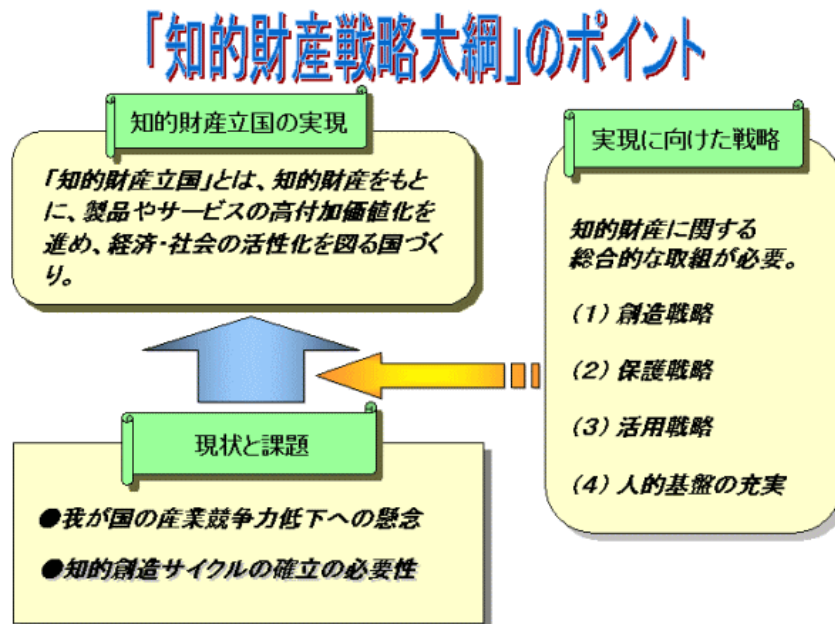 「知的財産戦略大綱」のポイント
知的財産立国の実現
「知的財産立国」とは、知的財産をもと
に、製品やサービスの高付加価値化を
進め、経済・社会の活性化を図る国づく
り。
実現に向けた戦略
知的財産に関する
総合的な取組が必要。
(1) 創造戦略
(2) 保護戦略
(3) 活用戦略
(4) 人的基盤の充実
現状と課題
●我が国の産業競争力低下への懸念
●知的創造サイクルの確立の必要性